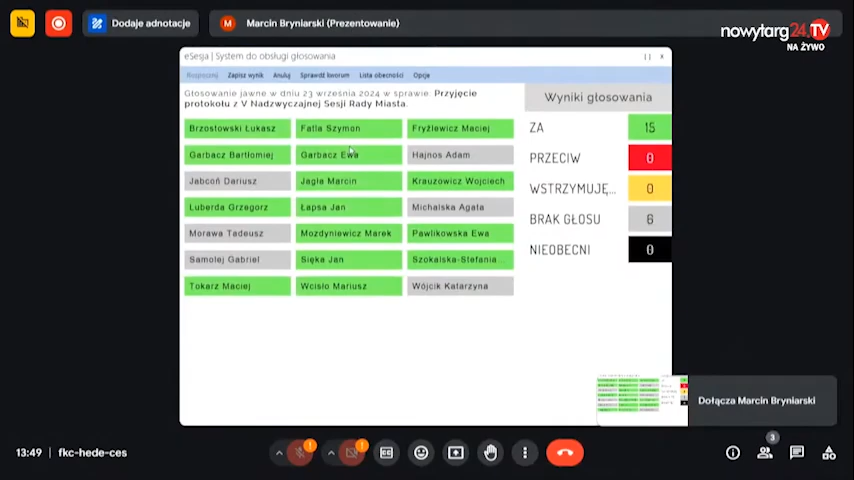 Dodaje adnotacje
M
Marcin Bryniarski (Prezentowanie)
nowytarg24.TV
NA ŻYWO
eSesja | System do obsługi głosowania
Rozpocznij Zapisz wynik Anuluj Sprawdź kworum Lista obecności Opcje
Głosowanie jawne w dniu 23 września 2024 w sprawie: Przyjęcie
protokołu z V Nadzwyczajnej Sesji Rady Miasta.
Wyniki głosowania
Brzostowski Łukasz Fatla Szymon Fryźlewicz Maciej
Garbacz Bartłomiej Garbacz Ewa Hajnos Adam
Jabcoń Dariusz Jagła Marcin Krauzowicz Wojciech
Luberda Grzegorz Łapsa Jan Michalska Agata
Morawa Tadeusz Mozdyniewicz Marek Pawlikowska Ewa
Samolej Gabriel Sięka Jan Szokalska-Stefania...
Tokarz Maciej Wcisło Mariusz Wójcik Katarzyna
ZA 15
PRZECIW 0
WSTRZYMUJĘ... 0
BRAK GŁOSU 6
NIEOBECNI 0
Dołącza Marcin Bryniarski
13:49 | fkc-hede-ces
3